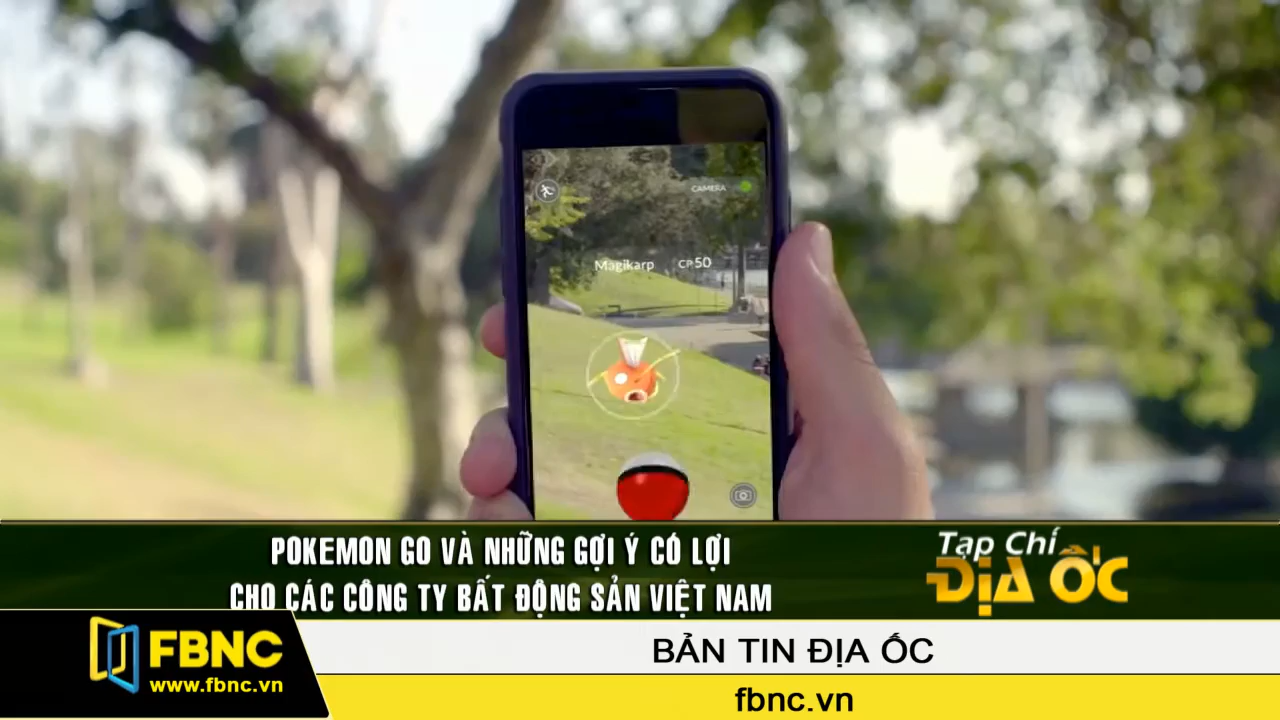 CAMERA
Magikarp CP50
POKEMON GO VÀ NHỮNG GỢI Ý CÓ LỢI
CHO CÁC CÔNG TY BẤT ĐỘNG SẢN VIỆT NAM
Tạp Chí
ĐỊA ỐC
FBNC
www.fbnc.vn
BẢN TIN ĐỊA ỐC
fbnc.vn